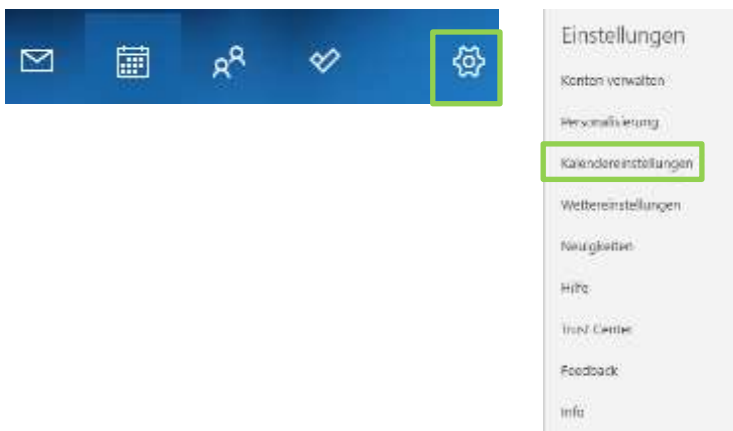 Einstellungen
Konten verwalten
Personalisierung
Kalendereinstellungen
Wettereinstellungen
Neuigkeiten
Hilfe
Trust Center
Feedback
Info